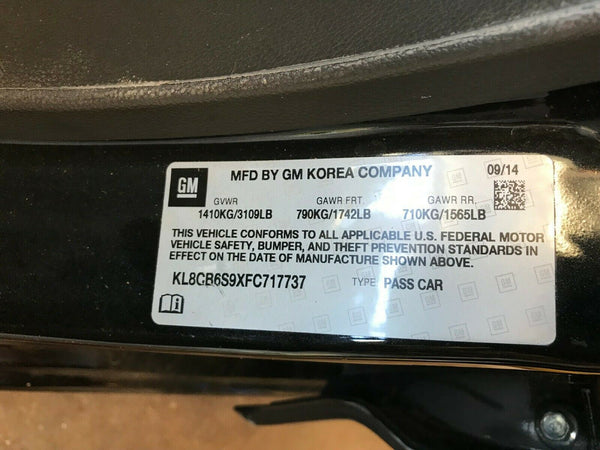 GM MFD BY GM KOREA COMPANY 09/14
GVWR GAWR FRT. GAWR RR.
1410KG/3109LB 790KG/1742LB 710KG/1565LB
THIS VEHICLE CONFORMS TO ALL APPLICABLE U.S. FEDERAL MOTOR
VEHICLE SAFETY, BUMPER, AND THEFT PREVENTION STANDARDS IN
EFFECT ON THE DATE OF MANUFACTURE SHOWN ABOVE.
KL8CB6S9XFC717737 TYPE: PASS CAR